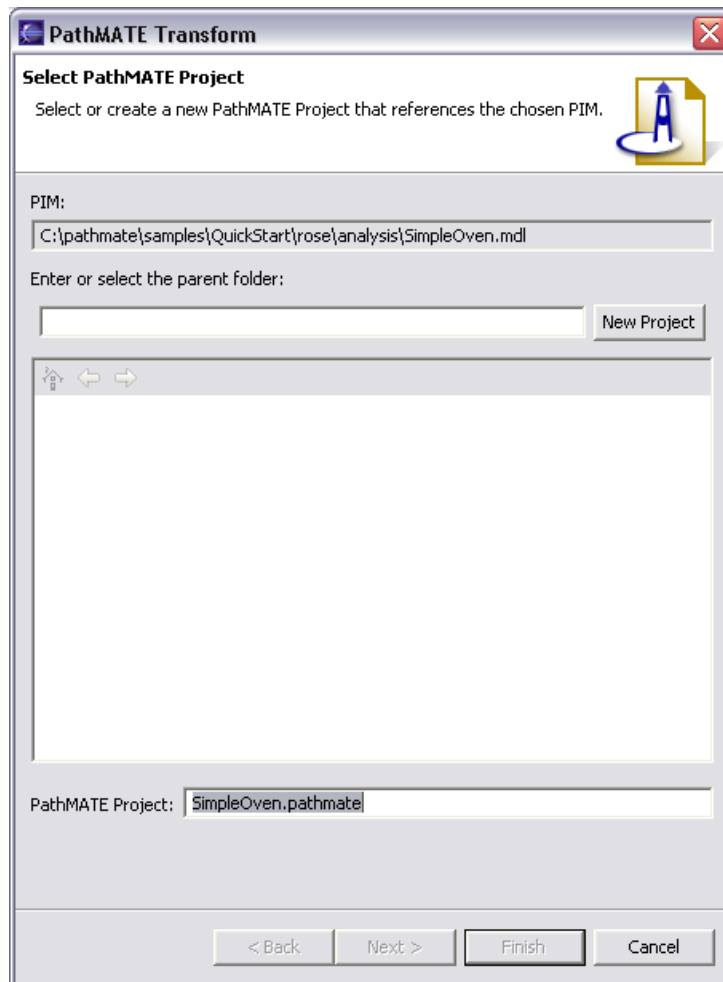 PathMATE Transform
Select PathMATE Project
Select or create a new PathMATE Project that references the chosen PIM.
PIM:
C:\pathmate\samples\QuickStart\rose\analysis\SimpleOven.mdl
Enter or select the parent folder:
New Project
PathMATE Project: SimpleOven.pathmate
< Back Next > Finish Cancel